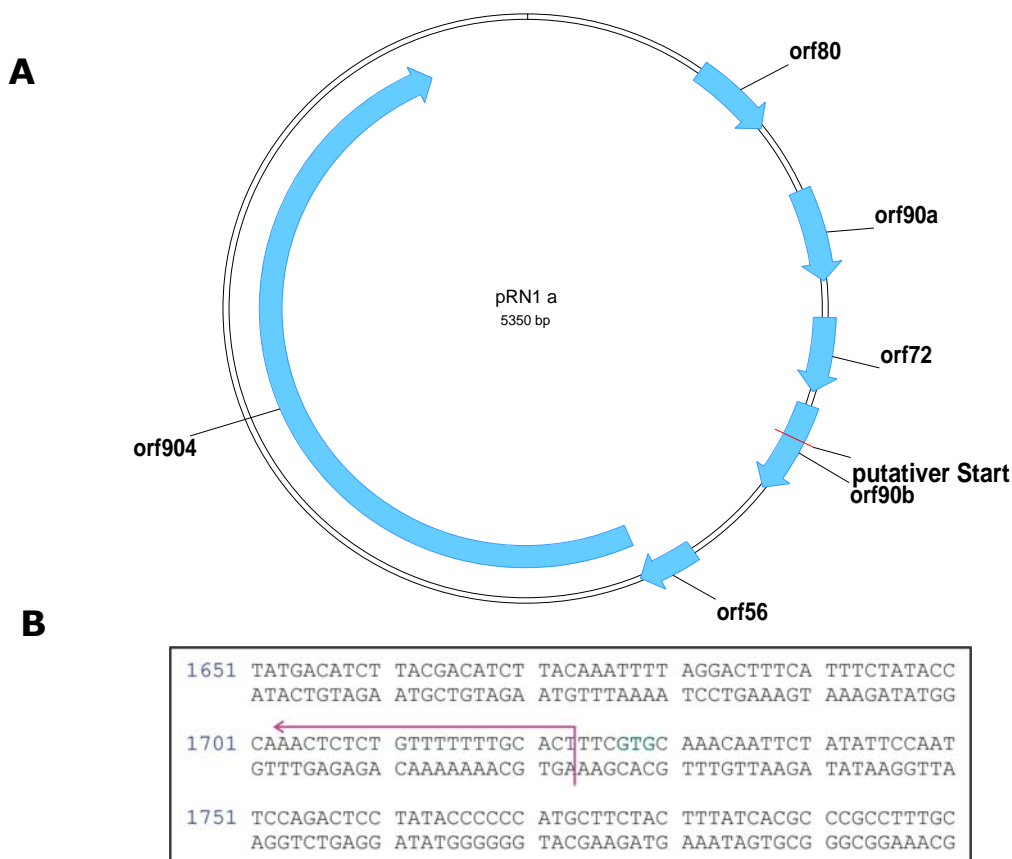 A
orf80
orf90a
pRN1 a
5350 bp
orf72
orf904
putativer Start
orf90b
orf56
B
1651 TATGACATCT TACGACATCT TACAAATTTT AGGACTTTCA TTTCTATACC
ATACTGTAGA ATGCTGTAGA ATGTTTAAAA TCCTGAAAGT AAAGATATGG
1701 CAAACTCTCT GTTTTTTTGC ACTTTCGTGC AAACAATTCT ATATTCCAAT
GTTTGAGAGA CAAAAAAACG TGAAAGCACG TTTGTTAAGA TATAAGGTTA
1751 TCCAGACTCC TATACCCCCC ATGCTTCTAC TTTATCACGC CCGCCTTTGC
AGGTCTGAGG ATATGGGGGG TACGAAGATG AAATAGTGCG GGCGGAAACG